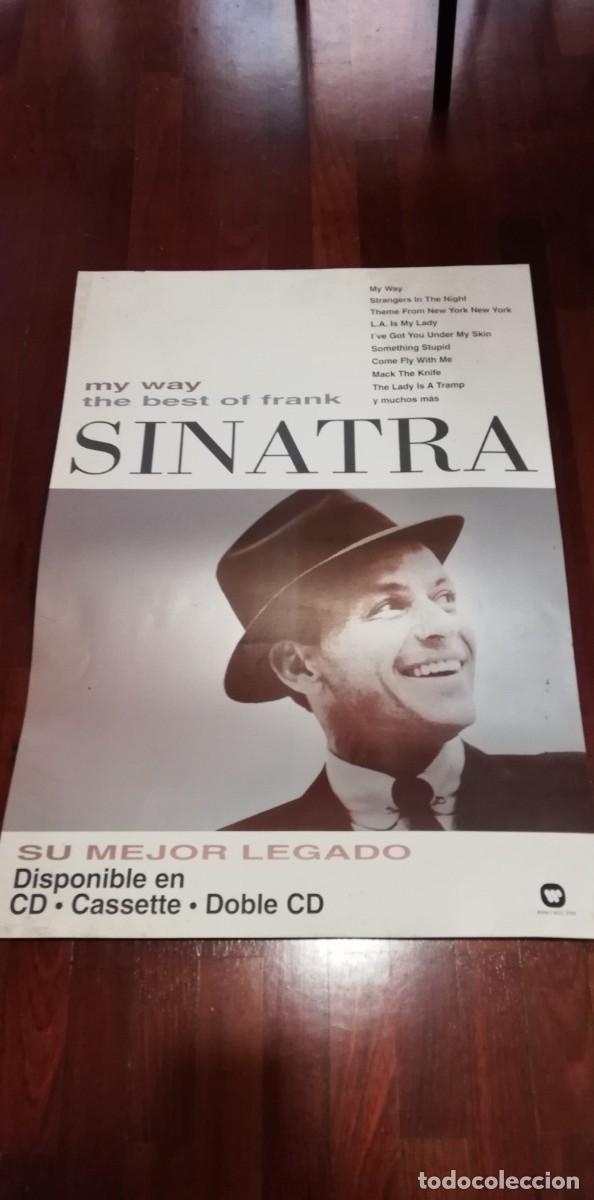 My Way
Strangers In The Night
Theme From New York New York
L.A. Is My Lady
I've Got You Under My Skin
Something Stupid
Come Fly With Me
Mack The Knife
The Lady Is A Tramp
y muchos más
my way
the best of frank
SINATRA
SU MEJOR LEGADO
Disponible en
CD • Cassette • Doble CD
todocoleccion